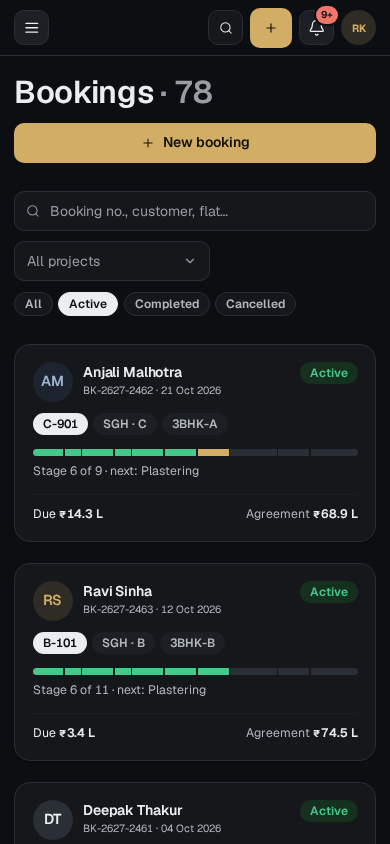 9+
RK
Bookings · 78
+ New booking
Booking no., customer, flat…
All projects
All
Active
Completed
Cancelled
AM
Anjali Malhotra
Active
BK-2627-2462 · 21 Oct 2026
C-901
SGH · C
3BHK-A
Stage 6 of 9 · next: Plastering
Due ₹14.3 L
Agreement ₹68.9 L
RS
Ravi Sinha
Active
BK-2627-2463 · 12 Oct 2026
B-101
SGH · B
3BHK-B
Stage 6 of 11 · next: Plastering
Due ₹3.4 L
Agreement ₹74.5 L
DT
Deepak Thakur
Active
BK-2627-2461 · 04 Oct 2026